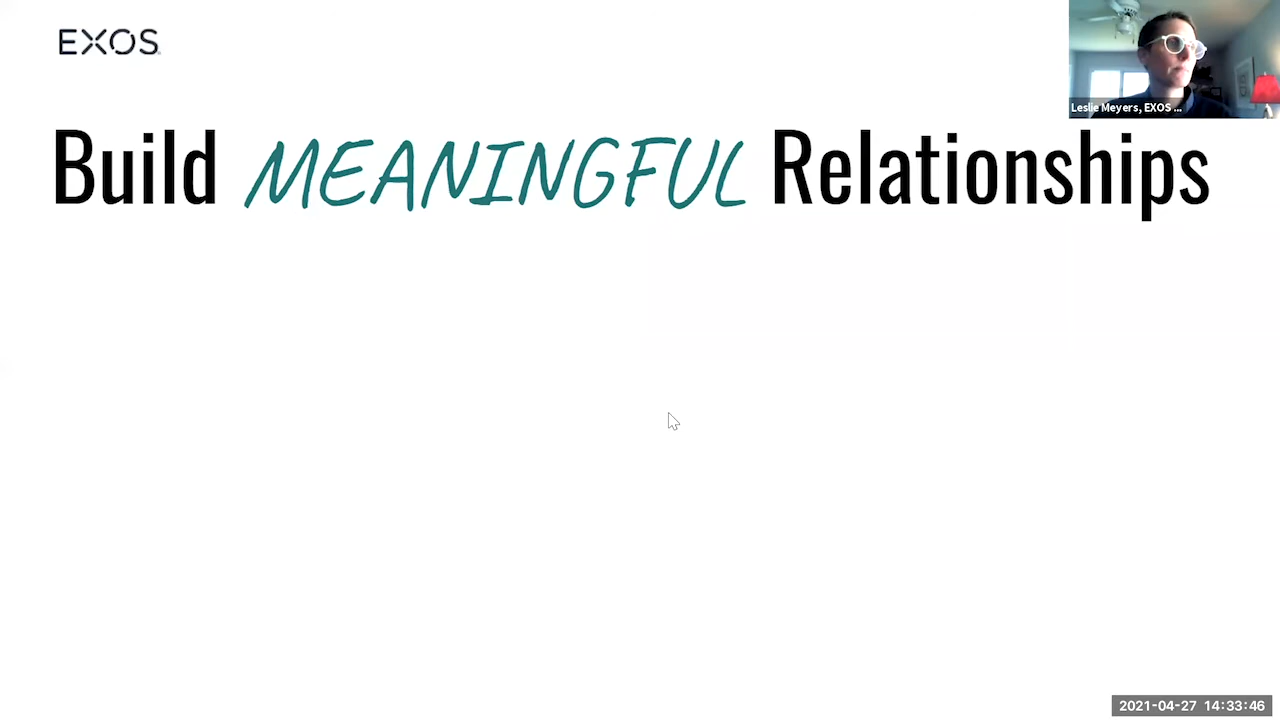 EXOS
Leslie Meyers, EXOS ...
Build MEANINGFUL Relationships
2021-04-27 14:33:46